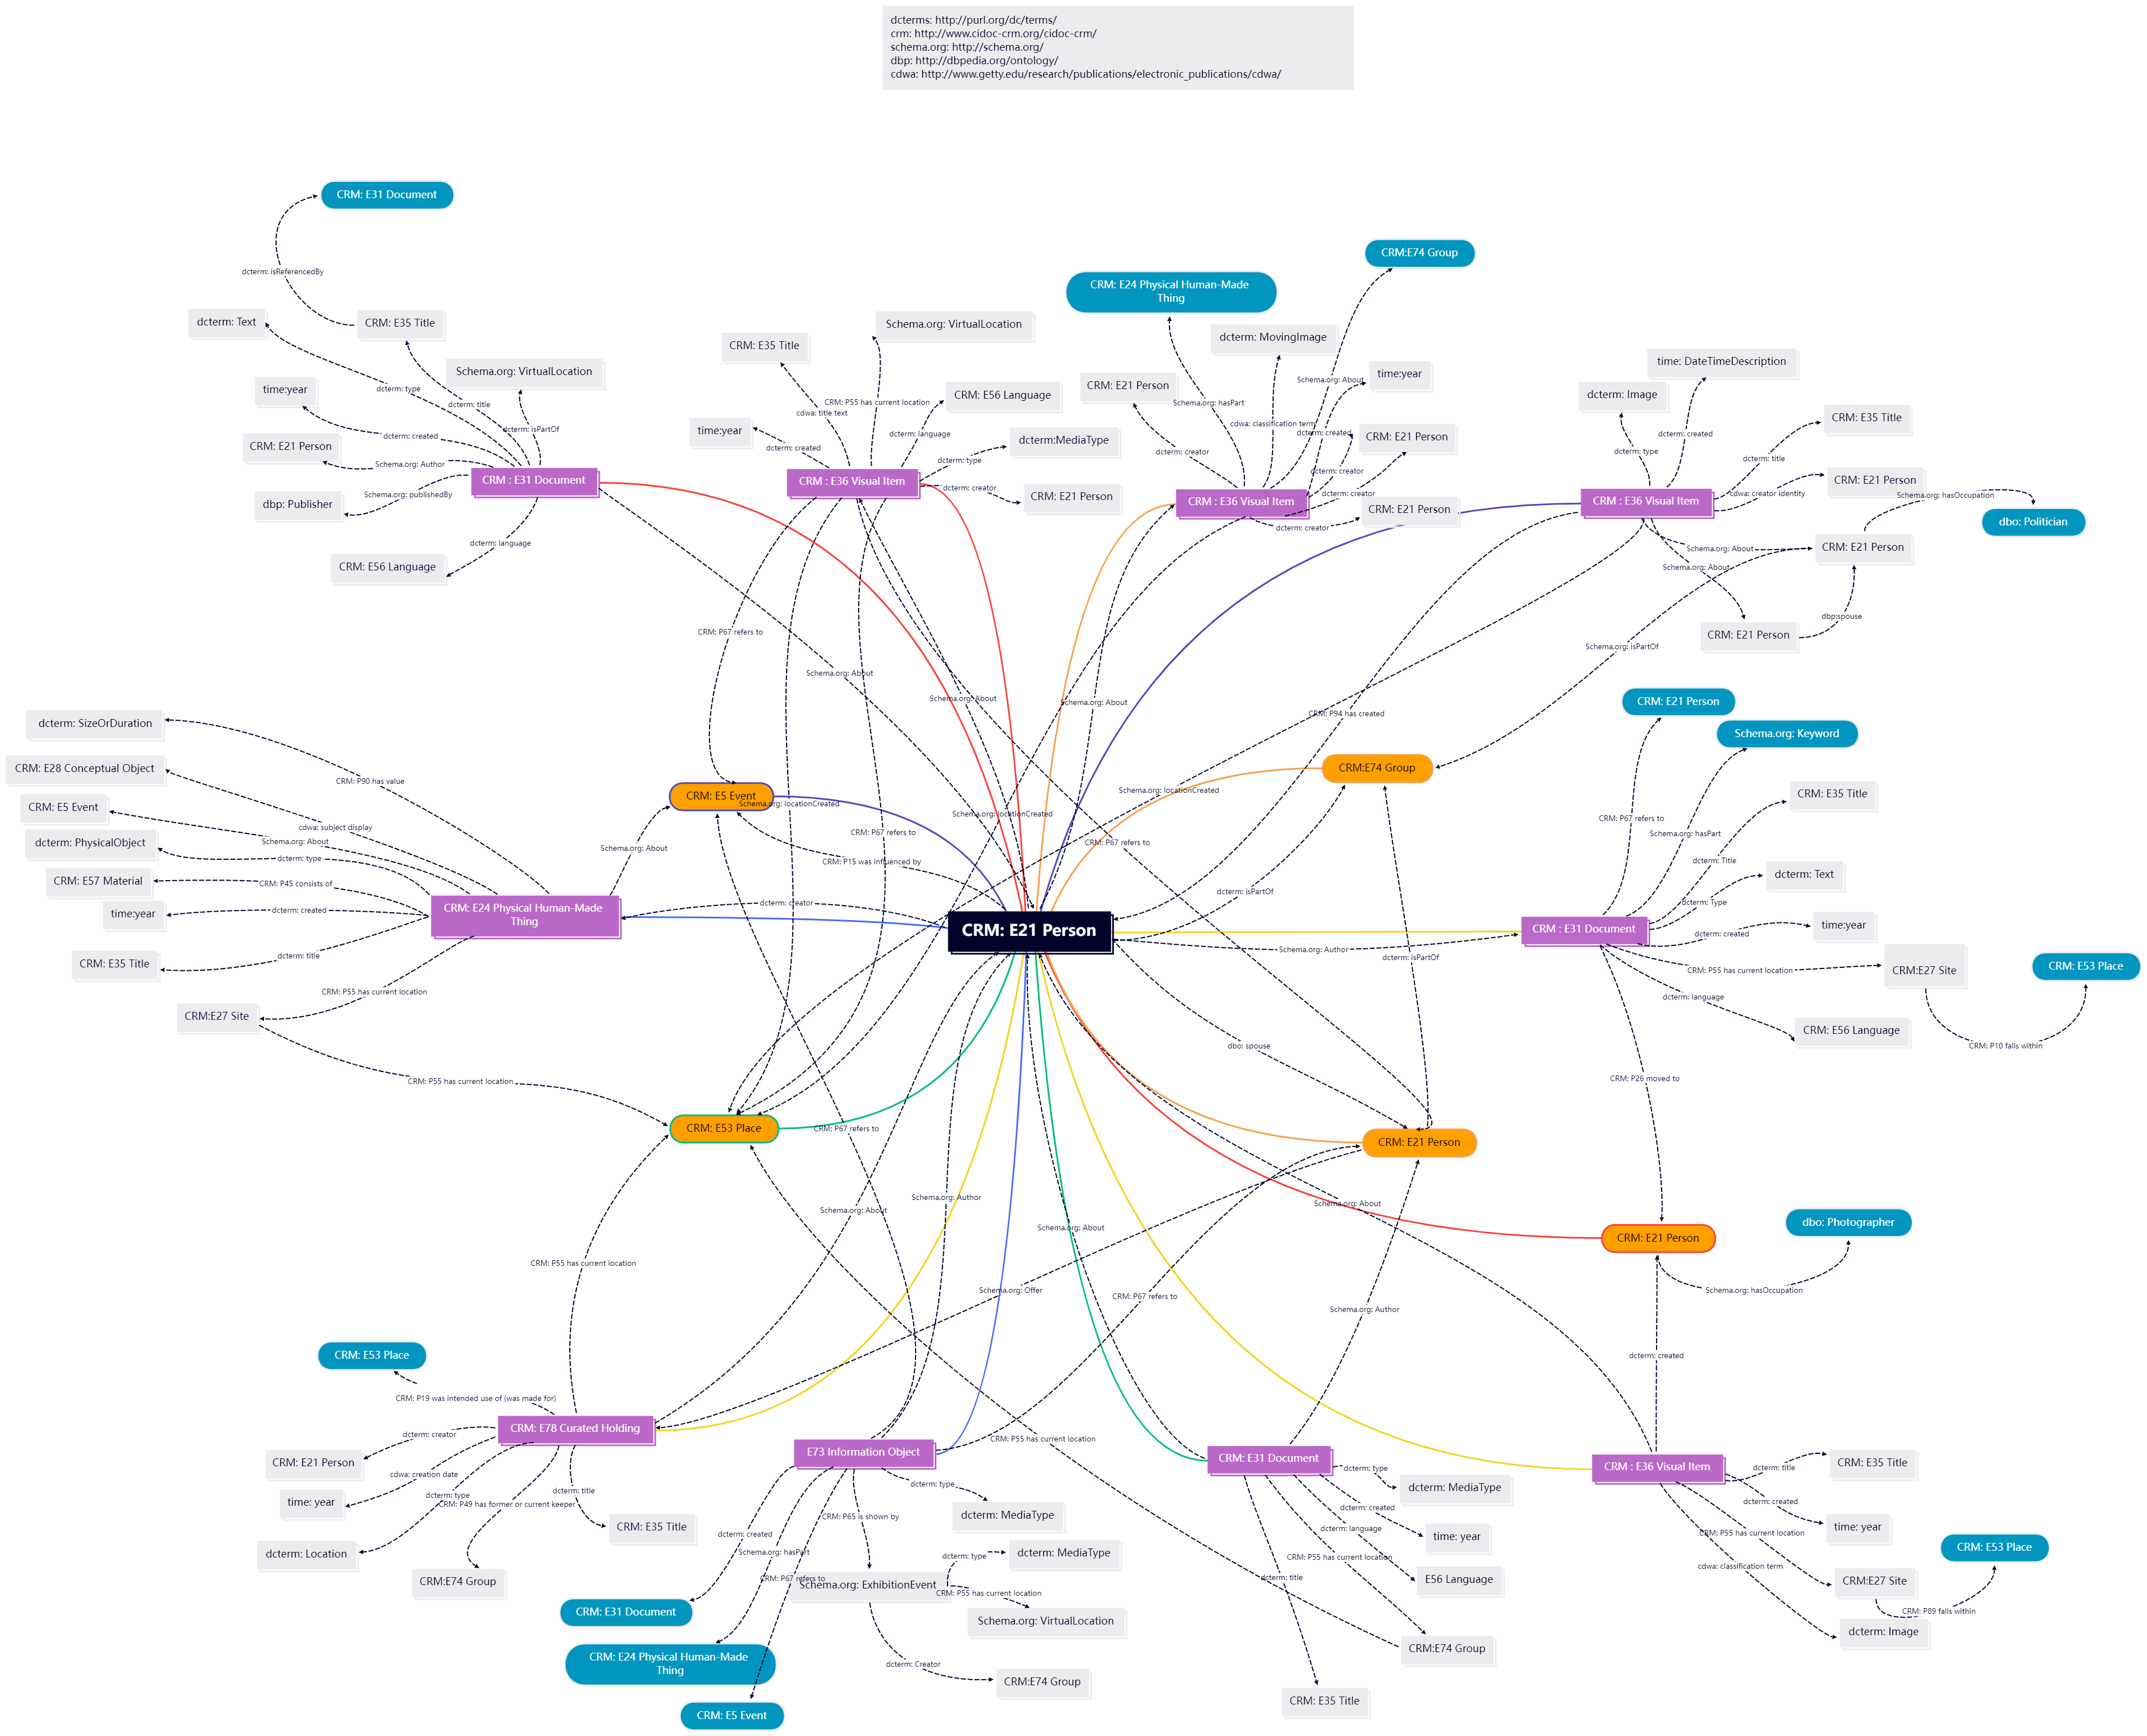 dcterms: http://purl.org/dc/terms/
crm: http://www.cidoc-crm.org/cidoc-crm/
schema.org: http://schema.org/
dbp: http://dbpedia.org/ontology/
cdwa: http://www.getty.edu/research/publications/electronic_publications/cdwa/
CRM: E31 Document
dcterm: isReferencedBy
dcterm: Text
CRM: E35 Title
Schema.org: VirtualLocation
time:year
dcterm: type
dcterm: title
dcterm: isPartOf
dcterm: created
CRM: E21 Person
Schema.org: Author
CRM : E31 Document
Schema.org: publishedBy
dbp: Publisher
dcterm: language
CRM: E56 Language
Schema.org: About
CRM: E35 Title
Schema.org: VirtualLocation
CRM: E56 Language
CRM: P55 has current location
cdwa: title text
time:year
dcterm: created
dcterm: language
dcterm:MediaType
dcterm: type
CRM : E36 Visual Item
dcterm: creator
CRM: E21 Person
CRM: P67 refers to
Schema.org: About
CRM:E74 Group
CRM: E24 Physical Human-Made
Thing
dcterm: MovingImage
time:year
CRM: E21 Person
Schema.org: About
Schema.org: hasPart
cdwa: classification term
dcterm: created
CRM: E21 Person
dcterm: creator
dcterm: creator
dcterm: creator
CRM : E36 Visual Item
CRM: E21 Person
dcterm: creator
Schema.org: About
time: DateTimeDescription
dcterm: Image
CRM: E35 Title
dcterm: created
dcterm: type
dcterm: title
CRM: E21 Person
cdwa: creator identity
Schema.org: hasOccupation
CRM : E36 Visual Item
dbo: Politician
CRM: E21 Person
Schema.org: About
Schema.org: About
dbp:spouse
CRM: E21 Person
Schema.org: isPartOf
CRM: P94 has created
dcterm: SizeOrDuration
CRM: E28 Conceptual Object
CRM: P90 has value
CRM: E5 Event
cdwa: subject display
dcterm: PhysicalObject
Schema.org: About
dcterm: type
CRM: E57 Material
CRM: P45 consists of
time:year
dcterm: created
CRM: E24 Physical Human-Made
Thing
CRM: E35 Title
dcterm: title
CRM:E27 Site
CRM: P55 has current location
CRM: P55 has current location
Schema.org: About
CRM: E5 Event
Schema.org: locationCreated
CRM: P67 refers to
CRM: P15 was influenced by
dcterm: creator
Schema.org: locationCreated
Schema.org: locationCreated
CRM: P67 refers to
CRM:E74 Group
dcterm: isPartOf
CRM: E21 Person
Schema.org: Author
dcterm: isPartOf
dbo: spouse
CRM: E21 Person
Schema.org: Keyword
CRM: E35 Title
CRM: P67 refers to
Schema.org: hasPart
dcterm: Title
dcterm: Text
dcterm: Type
time:year
dcterm: created
CRM : E31 Document
CRM: P55 has current location
CRM:E27 Site
CRM: E53 Place
dcterm: language
CRM: E56 Language
CRM: P10 falls within
CRM: P26 moved to
CRM: E53 Place
CRM: P67 refers to
CRM: E21 Person
Schema.org: Author
Schema.org: About
Schema.org: About
Schema.org: About
CRM: E21 Person
dbo: Photographer
Schema.org: hasOccupation
CRM: P55 has current location
Schema.org: Offer
CRM: P67 refers to
Schema.org: Author
dcterm: created
CRM: E53 Place
CRM: P19 was intended use of (was made for)
CRM: E78 Curated Holding
dcterm: creator
CRM: E21 Person
cdwa: creation date
time: year
dcterm: type
CRM: P49 has former or current keeper
dcterm: title
CRM: E35 Title
dcterm: Location
CRM:E74 Group
E73 Information Object
dcterm: type
dcterm: MediaType
CRM: P65 is shown by
dcterm: created
Schema.org: hasPart
CRM: P67 refers to
Schema.org: ExhibitionEvent
dcterm: type
dcterm: MediaType
CRM: P55 has current location
Schema.org: VirtualLocation
CRM: E31 Document
CRM: E24 Physical Human-Made
Thing
CRM: E5 Event
dcterm: Creator
CRM:E74 Group
CRM: P55 has current location
CRM: E31 Document
dcterm: type
dcterm: MediaType
dcterm: created
time: year
dcterm: language
CRM: P55 has current location
E56 Language
dcterm: title
CRM:E74 Group
CRM: E35 Title
CRM : E36 Visual Item
dcterm: title
CRM: E35 Title
dcterm: created
time: year
CRM: P55 has current location
cdwa: classification term
CRM:E27 Site
CRM: E53 Place
CRM: P89 falls within
dcterm: Image